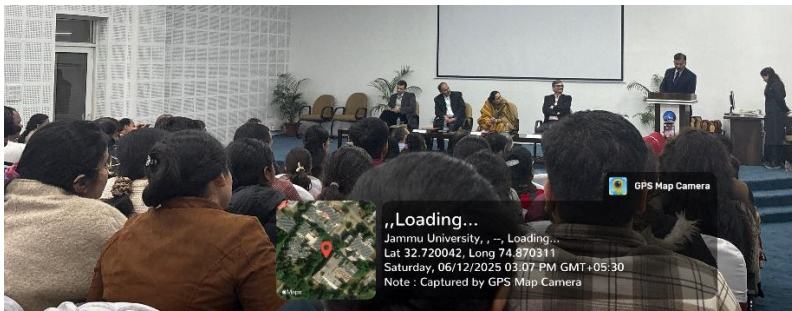 GPS Map Camera
,,Loading...
Jammu University, , --, Loading...
Lat 32.720042, Long 74.870311
Saturday, 06/12/2025 03:07 PM GMT+05:30
Note : Captured by GPS Map Camera
Maps